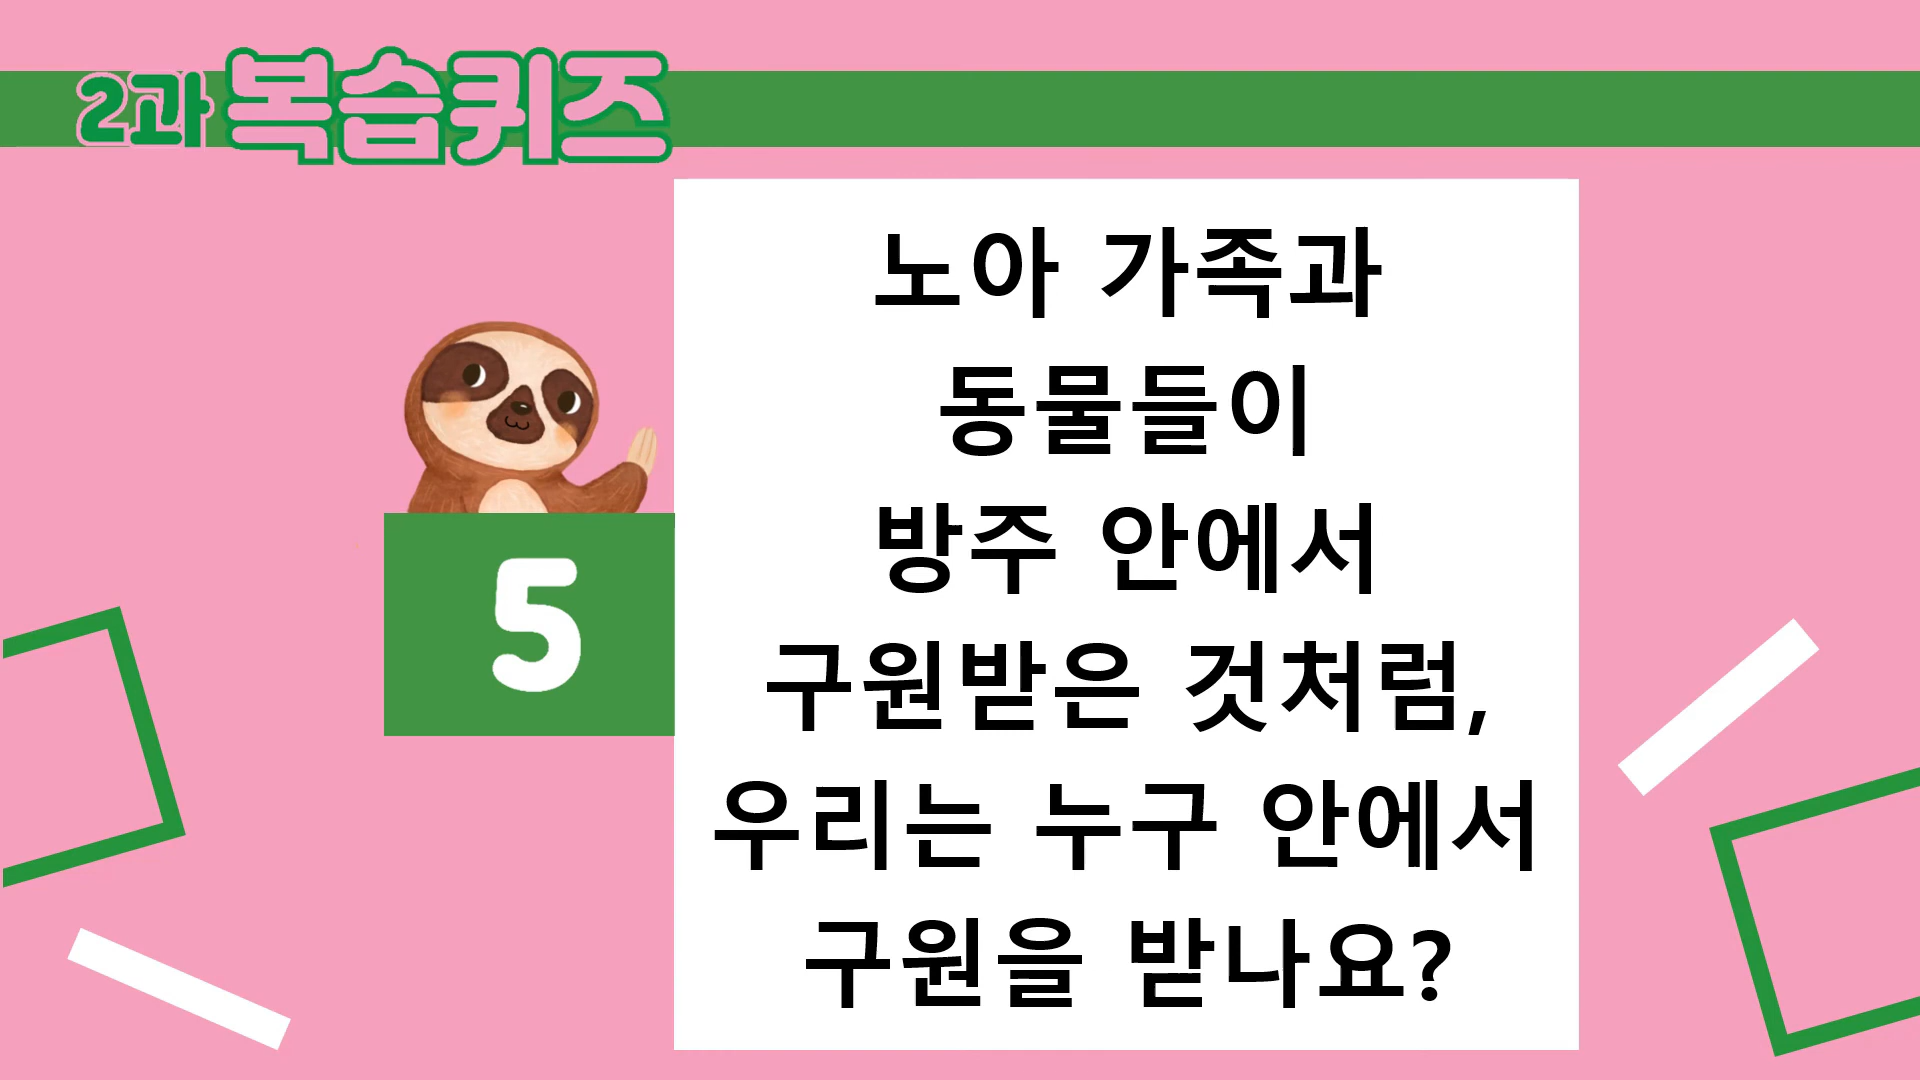 2과 복습퀴즈
노아 가족과
동물들이
방주 안에서
구원받은 것처럼,
우리는 누구 안에서
구원을 받나요?
5